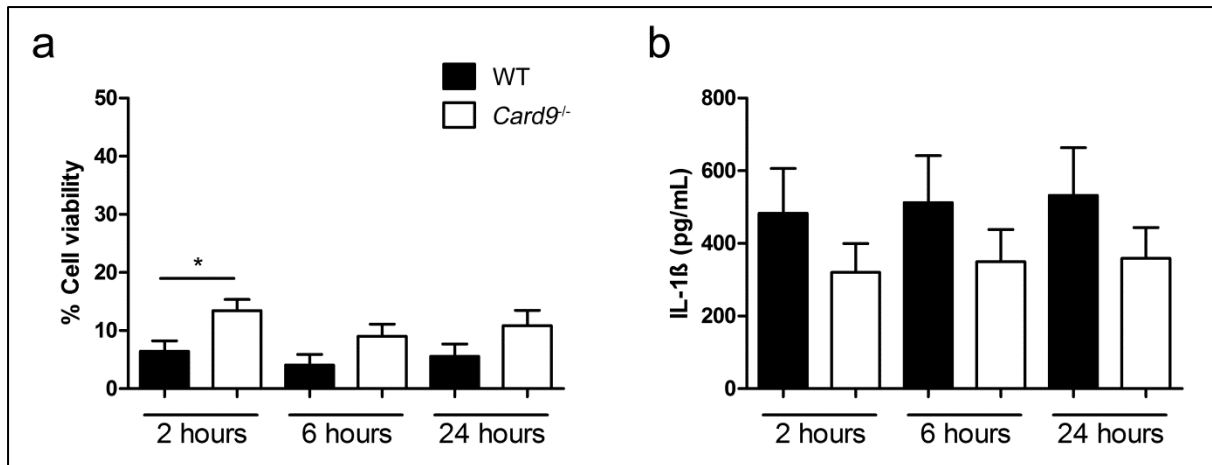 a
WT
Card9-/-
% Cell viability
50
40
30
20
10
0
*
2 hours
6 hours
24 hours
b
IL-1ß (pg/mL)
800
600
400
200
0
2 hours
6 hours
24 hours